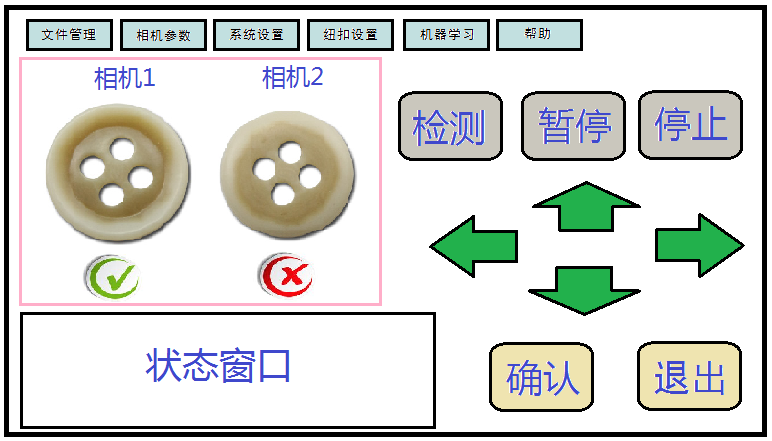 文件管理 相机参数 系统设置 纽扣设置 机器学习 帮助
相机1 相机2
检测 暂停 停止
状态窗口
确认 退出